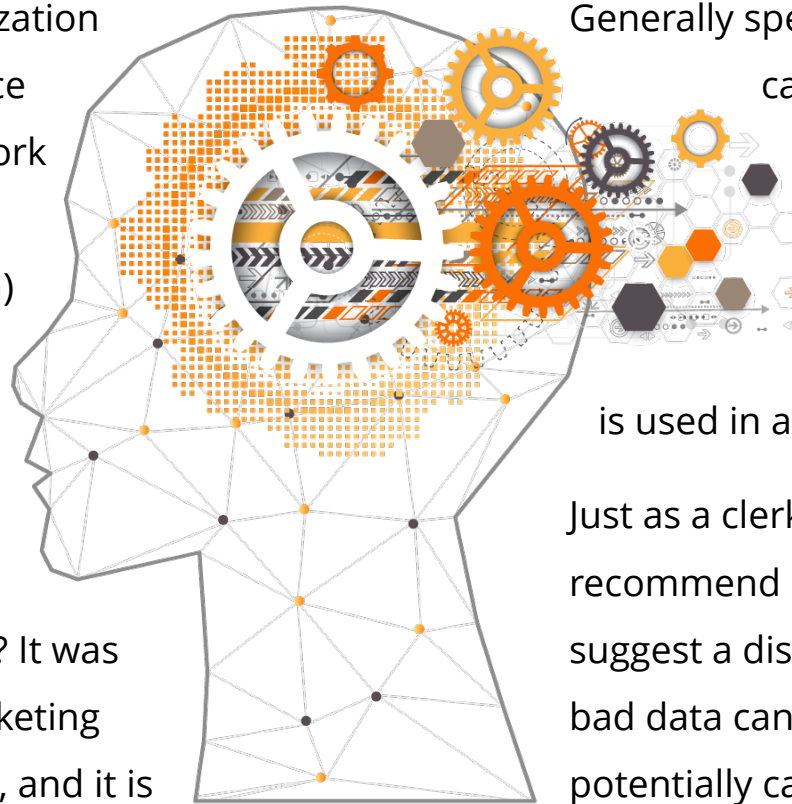 zation
ce
ork
)
? It was
keting
, and it is
Generally spe
ca
is used in a
Just as a clerk
recommend
suggest a dis
bad data can
potentially ca